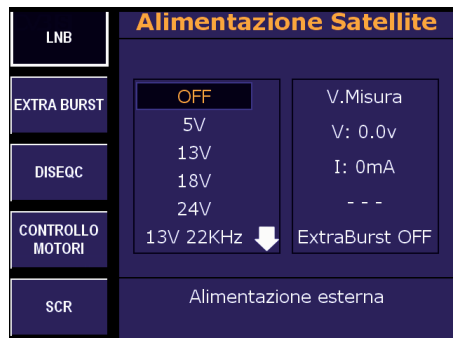 Alimentazione Satellite
LNB
EXTRA BURST
DISEQC
CONTROLLO
MOTORI
SCR
OFF
5V
13V
18V
24V
13V 22KHz
V.Misura
V: 0.0v
I: 0mA
- - -
ExtraBurst OFF
Alimentazione esterna